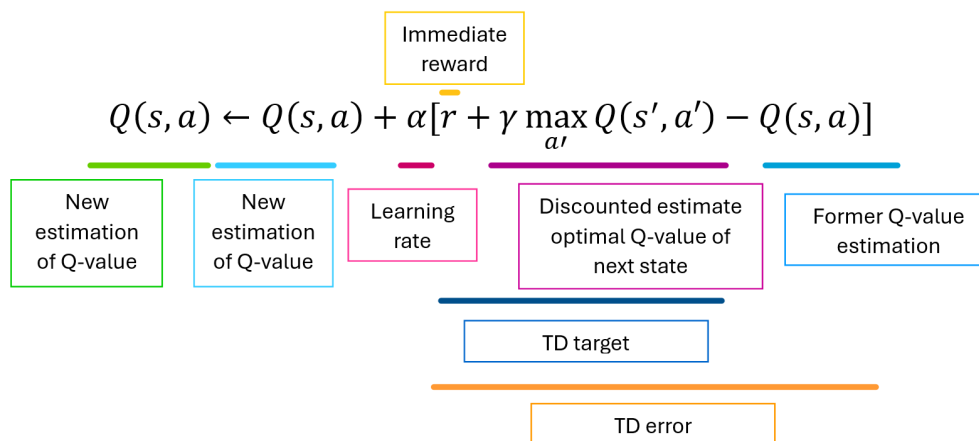 Immediate
reward
Q(s, a) ← Q(s, a) + α[r + γ max Q(s′, a′) − Q(s, a)]
a′
New
estimation
of Q-value
New
estimation
of Q-value
Learning
rate
Discounted estimate
optimal Q-value of
next state
Former Q-value
estimation
TD target
TD error